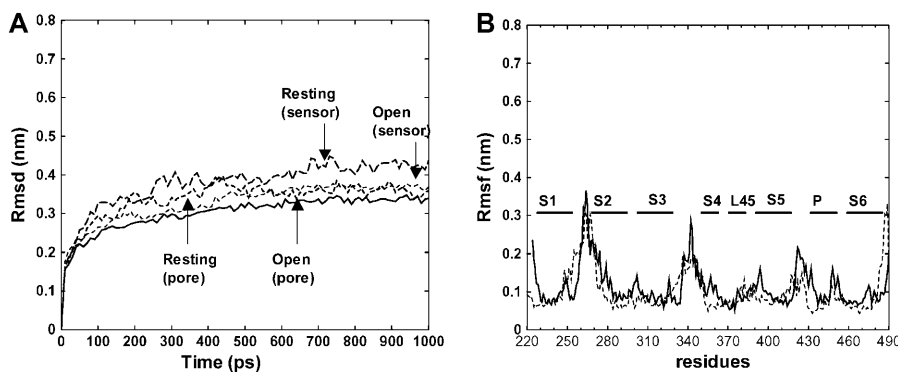 A
B
Rmsd (nm)
0.8
0.7
0.6
0.5
0.4
0.3
0.2
0.1
0
0 100 200 300 400 500 600 700 800 900 1000
Time (ps)
Resting
(sensor)
Open
(sensor)
Resting
(pore)
Open
(pore)
Rmsf (nm)
0.8
0.7
0.6
0.5
0.4
0.3
0.2
0.1
0
S1 S2 S3 S4 L45 S5 P S6
220 250 280 310 340 370 400 430 460 490
residues